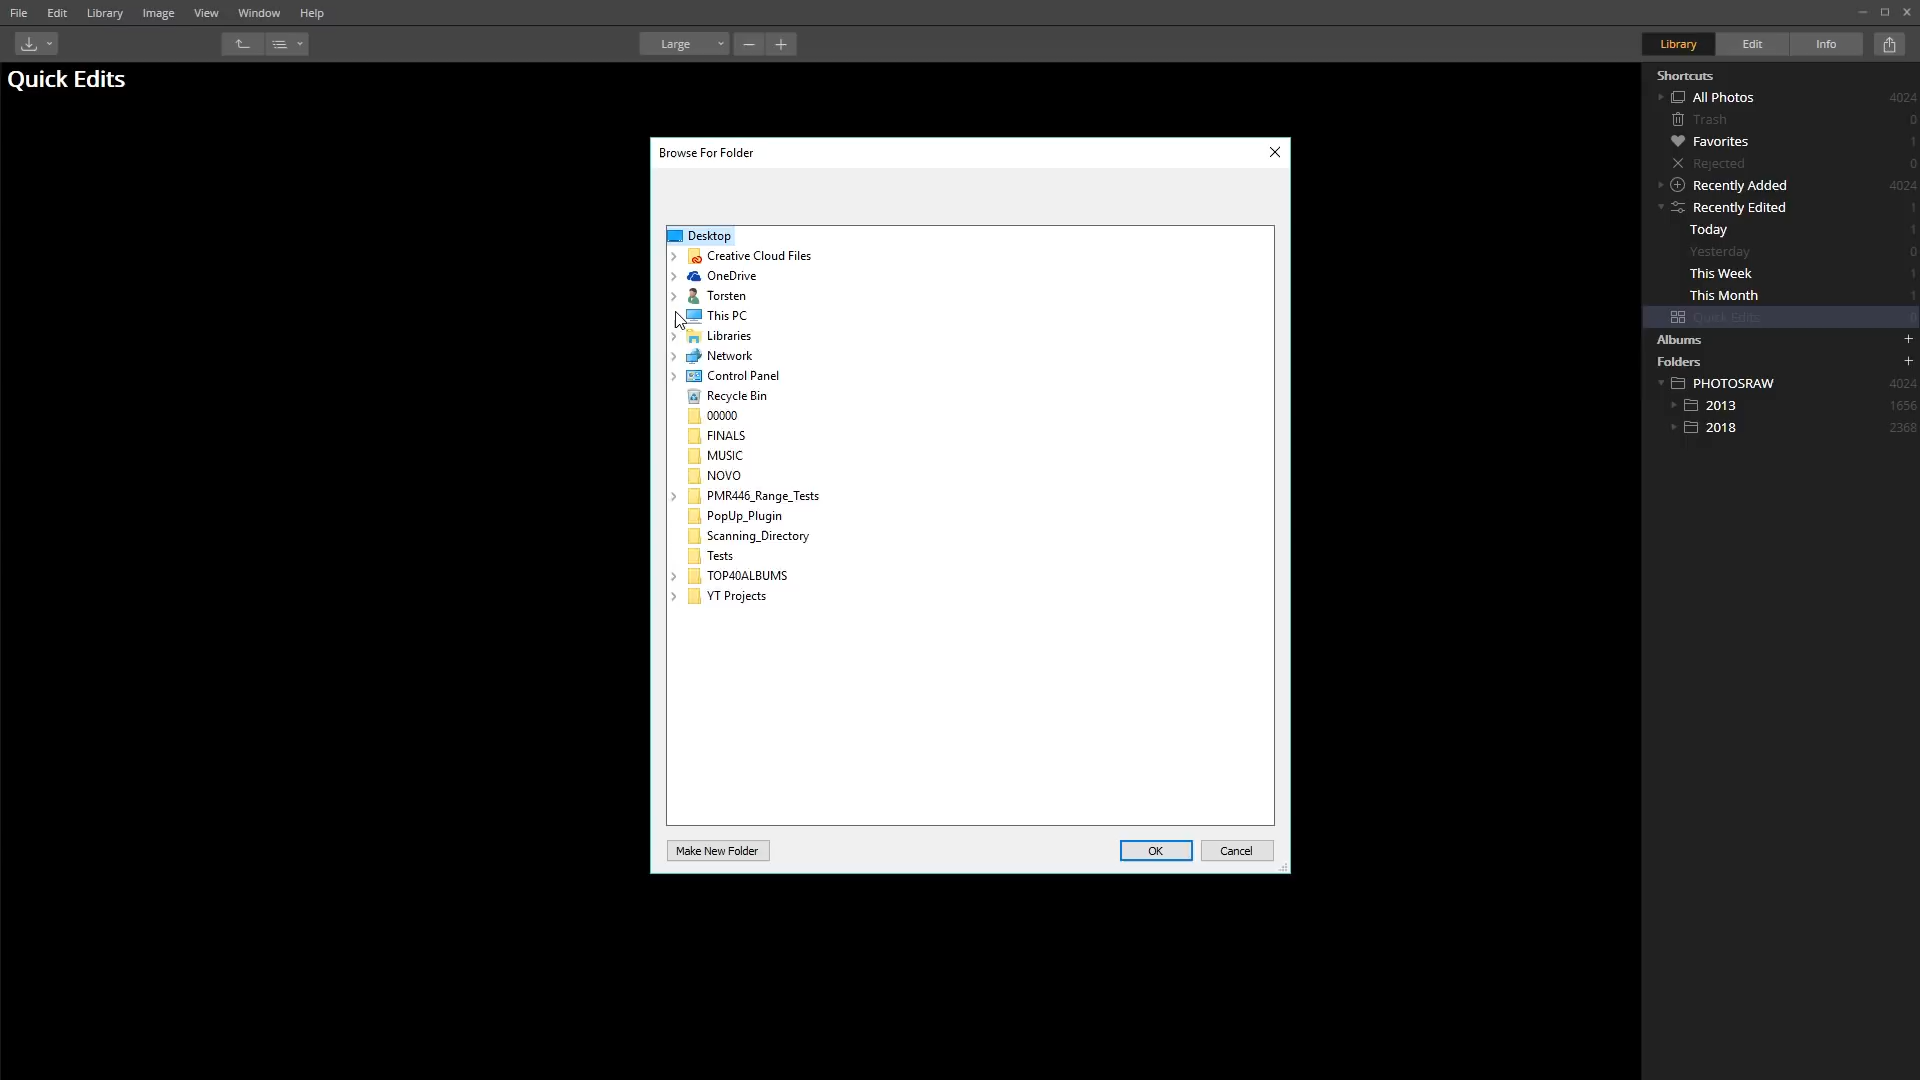 File Edit Library Image View Window Help
Large
Library Edit Info
Quick Edits
Shortcuts
All Photos 4024
Trash 0
Favorites 1
Rejected 0
Recently Added 4024
Recently Edited 1
Today 1
Yesterday 0
This Week 1
This Month 1
Quick Edits 0
Albums +
Folders +
PHOTOSRAW 4024
2013 1656
2018 2368
Browse For Folder
Desktop
Creative Cloud Files
OneDrive
Torsten
This PC
Libraries
Network
Control Panel
Recycle Bin
00000
FINALS
MUSIC
NOVO
PMR446_Range_Tests
PopUp_Plugin
Scanning_Directory
Tests
TOP40ALBUMS
YT Projects
Make New Folder OK Cancel